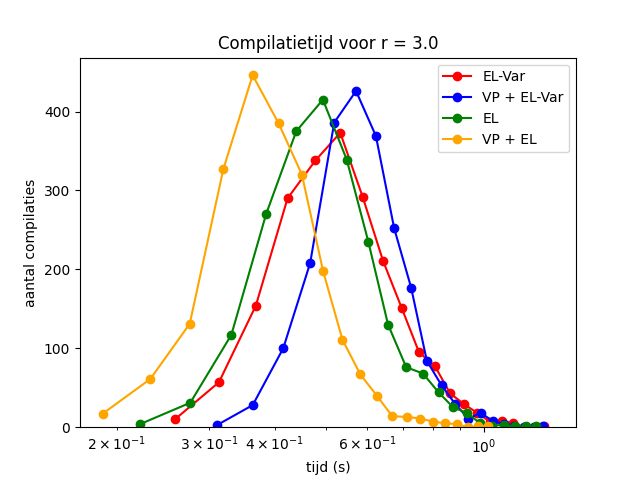 Compilatietijd voor r = 3.0
EL-Var
VP + EL-Var
EL
VP + EL
aantal compilaties
400
300
200
100
0
2 × 10⁻¹
3 × 10⁻¹
4 × 10⁻¹
6 × 10⁻¹
10⁰
tijd (s)